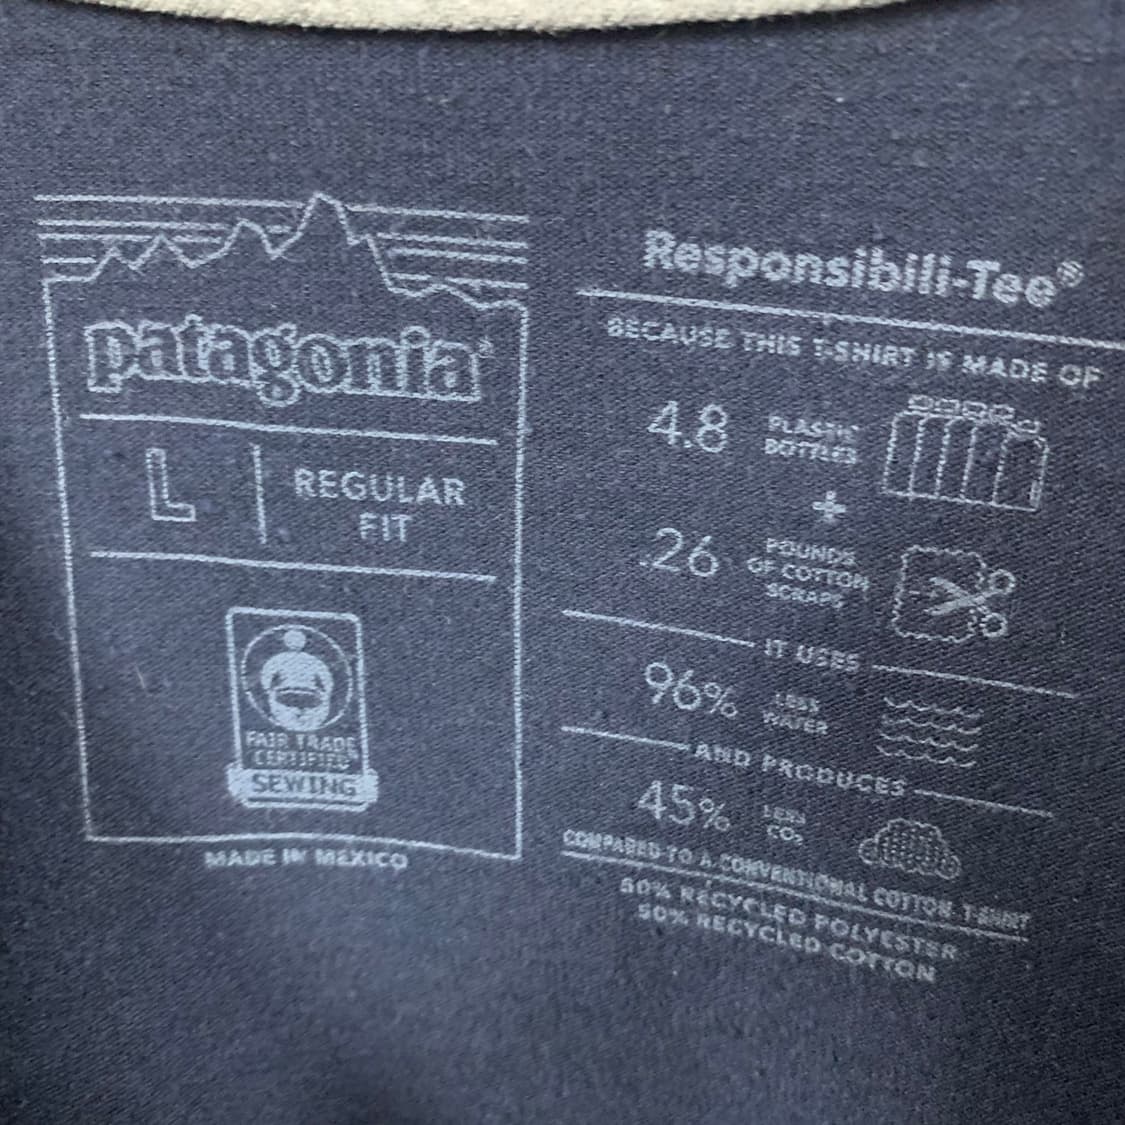 patagonia®
L
REGULAR
FIT
FAIR TRADE
CERTIFIED
SEWING
MADE IN MEXICO
Responsibili-Tee®
BECAUSE THIS T-SHIRT IS MADE OF
4.8 PLASTIC
BOTTLES
+
.26 POUNDS
OF COTTON
SCRAPS
IT USES
96% LESS
WATER
AND PRODUCES
45% LESS
CO₂
COMPARED TO A CONVENTIONAL COTTON T-SHIRT
50% RECYCLED POLYESTER
50% RECYCLED COTTON